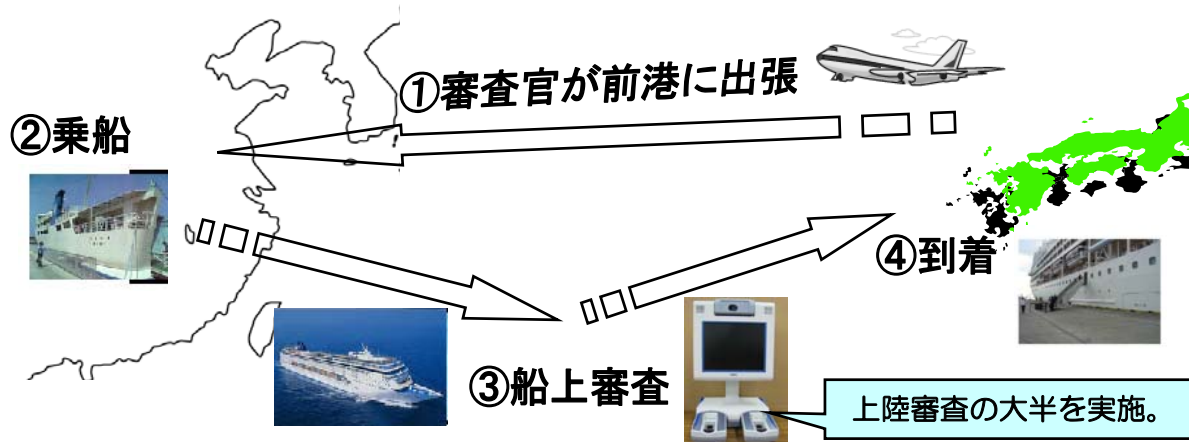 ①審査官が前港に出張
②乗船
④到着
③船上審査
上陸審査の大半を実施。